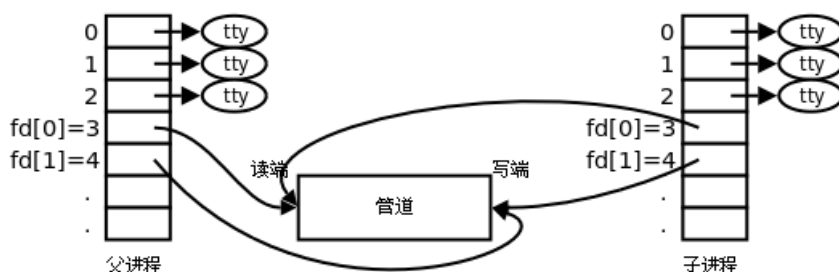 0 tty 0 tty
1 tty 1 tty
2 tty 2 tty
fd[0]=3 fd[0]=3
fd[1]=4 读端 写端 fd[1]=4
. 管道 .
. .
父进程 子进程